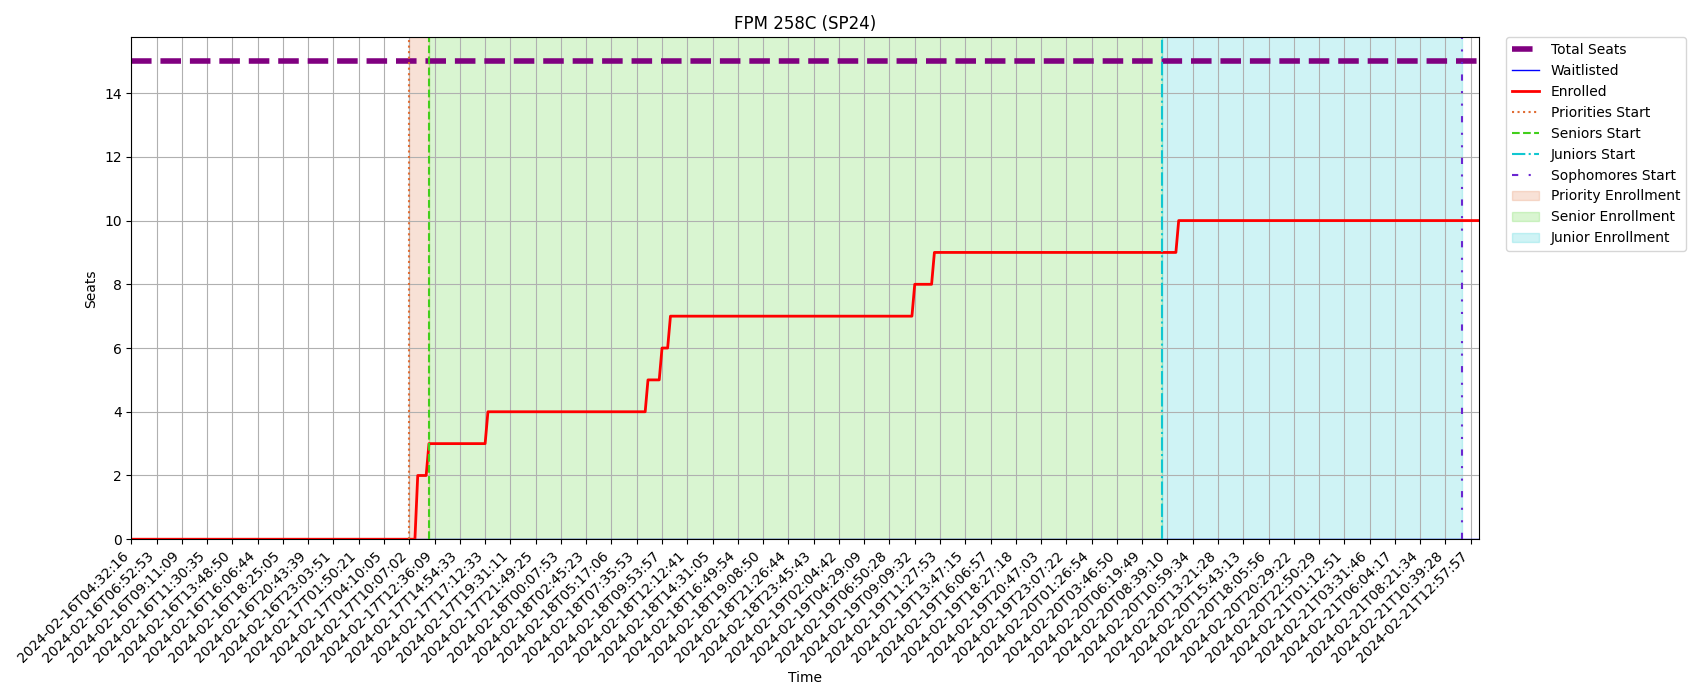 FPM 258C (SP24)
Total Seats
Waitlisted
Enrolled
Priorities Start
Seniors Start
Juniors Start
Sophomores Start
Priority Enrollment
Senior Enrollment
Junior Enrollment
Seats
14
12
10
8
6
4
2
0
2024-02-16T04:32:16
2024-02-16T06:52:53
2024-02-16T09:11:09
2024-02-16T11:30:35
2024-02-16T13:48:50
2024-02-16T16:06:44
2024-02-16T18:25:05
2024-02-16T20:43:39
2024-02-16T23:03:51
2024-02-17T01:50:21
2024-02-17T04:10:05
2024-02-17T10:07:02
2024-02-17T12:36:09
2024-02-17T14:54:33
2024-02-17T17:12:33
2024-02-17T19:31:11
2024-02-17T21:49:25
2024-02-18T00:07:53
2024-02-18T02:45:23
2024-02-18T05:17:06
2024-02-18T07:35:53
2024-02-18T09:53:57
2024-02-18T12:12:41
2024-02-18T14:31:05
2024-02-18T16:49:54
2024-02-18T19:08:50
2024-02-18T21:26:44
2024-02-18T23:45:43
2024-02-19T02:04:42
2024-02-19T04:29:09
2024-02-19T06:50:28
2024-02-19T09:09:32
2024-02-19T11:27:53
2024-02-19T13:47:15
2024-02-19T16:06:57
2024-02-19T18:27:18
2024-02-19T20:47:03
2024-02-19T23:07:22
2024-02-20T01:26:54
2024-02-20T03:46:50
2024-02-20T06:19:49
2024-02-20T08:39:10
2024-02-20T10:59:34
2024-02-20T13:21:28
2024-02-20T15:43:13
2024-02-20T18:05:56
2024-02-20T20:29:22
2024-02-20T22:50:29
2024-02-21T01:12:51
2024-02-21T03:31:46
2024-02-21T06:04:17
2024-02-21T08:21:34
2024-02-21T10:39:28
2024-02-21T12:57:57
Time